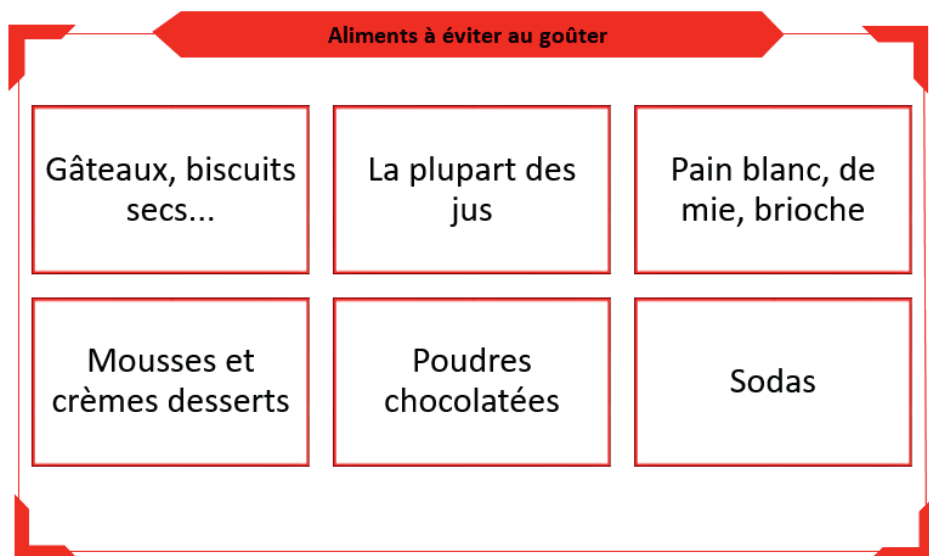 Aliments à éviter au goûter
Gâteaux, biscuits
secs...
La plupart des
jus
Pain blanc, de
mie, brioche
Mousses et
crèmes desserts
Poudres
chocolatées
Sodas